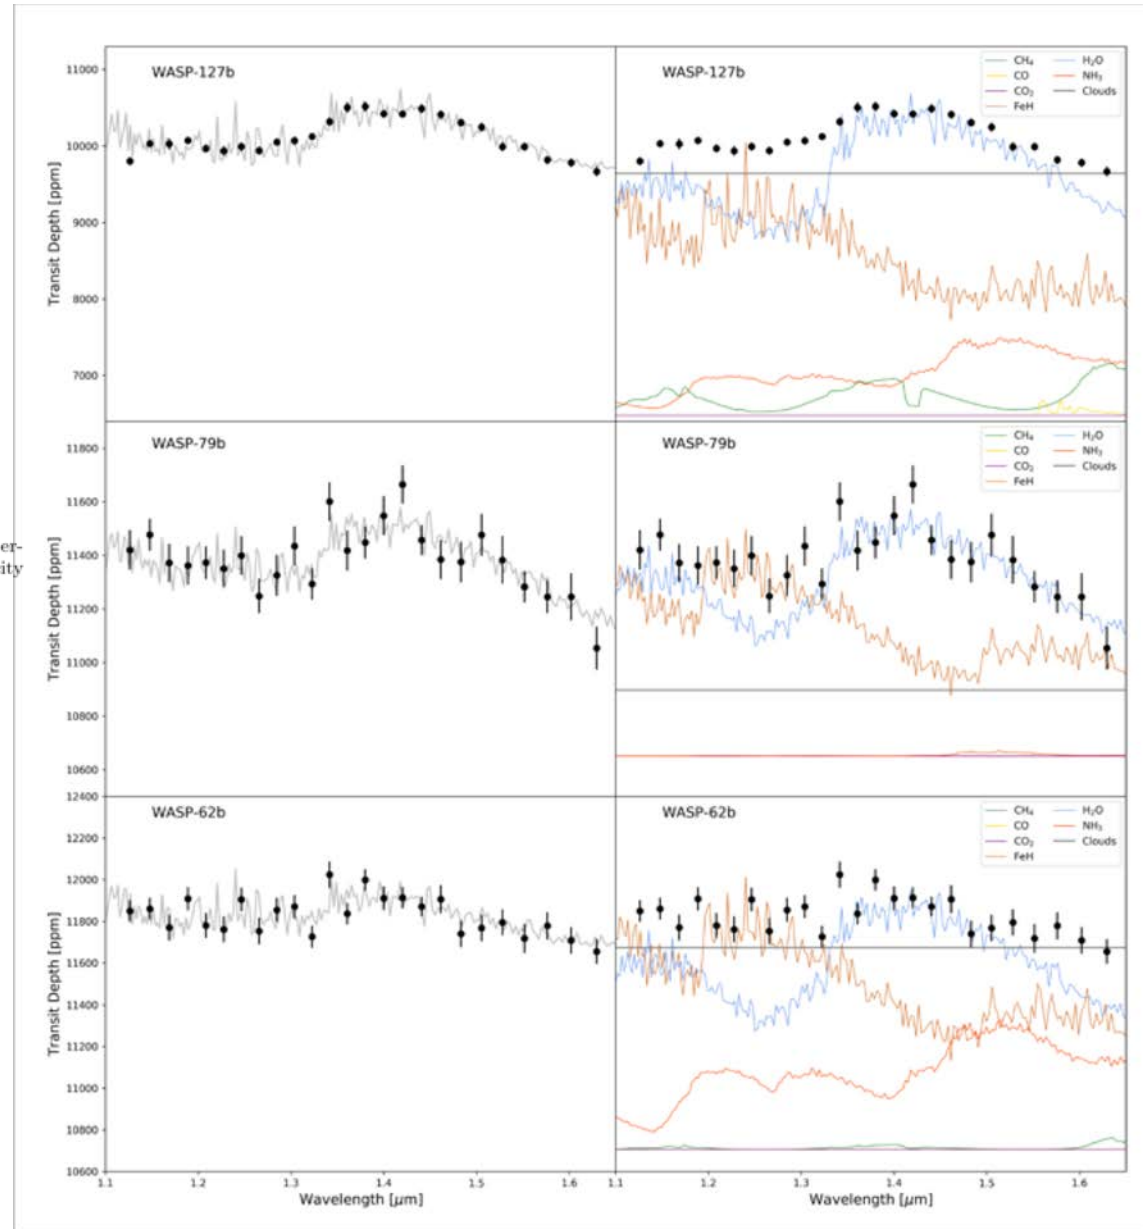 er-
ity
WASP-127b
11000
10000
9000
8000
7000
Transit Depth [ppm]
WASP-127b
CH₄
CO
CO₂
FeH
H₂O
NH₃
Clouds
WASP-79b
11800
11600
11400
11200
11000
10800
10600
12400
Transit Depth [ppm]
WASP-79b
CH₄
CO
CO₂
FeH
H₂O
NH₃
Clouds
WASP-62b
12200
12000
11800
11600
11400
11200
11000
10800
10600
Transit Depth [ppm]
1.1 1.2 1.3 1.4 1.5 1.6
Wavelength [μm]
WASP-62b
CH₄
CO
CO₂
FeH
H₂O
NH₃
Clouds
1.1 1.2 1.3 1.4 1.5 1.6
Wavelength [μm]